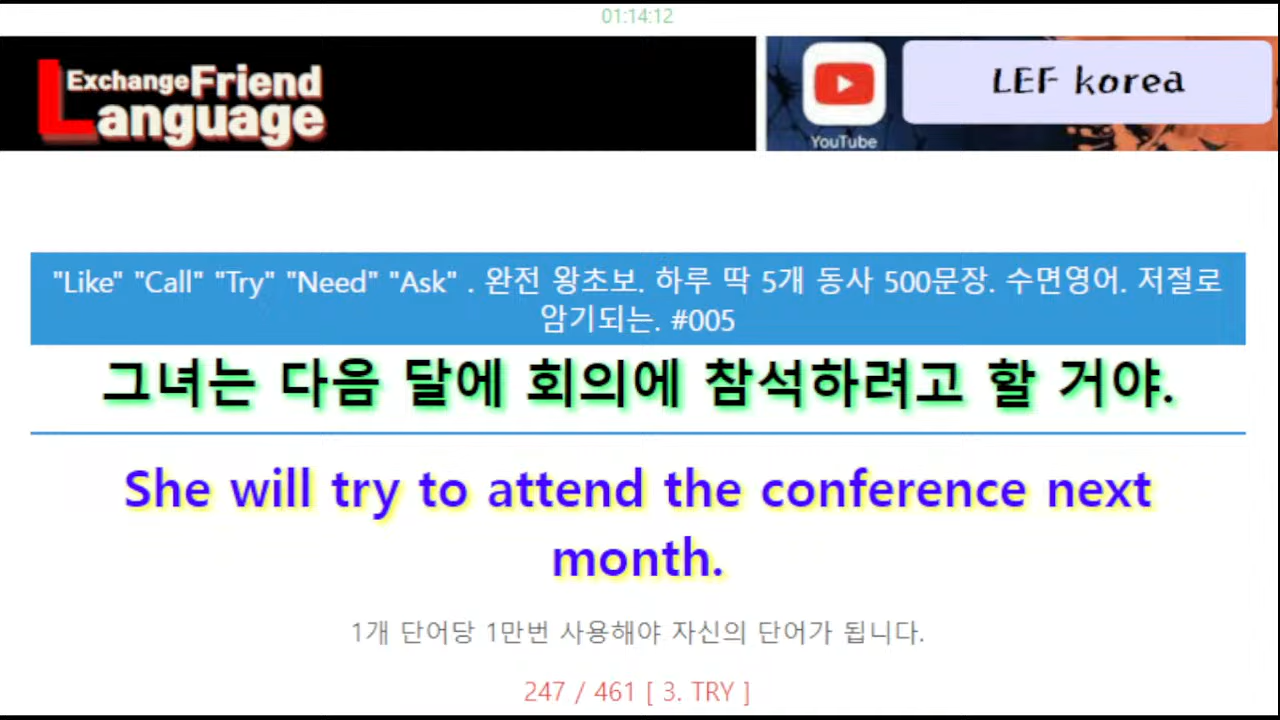 01:14:12
ExchangeFriend
Language
LEF korea
YouTube
"Like" "Call" "Try" "Need" "Ask" . 완전 왕초보. 하루 딱 5개 동사 500문장. 수면영어. 저절로
암기되는. #005
그녀는 다음 달에 회의에 참석하려고 할 거야.
She will try to attend the conference next
month.
1개 단어당 1만번 사용해야 자신의 단어가 됩니다.
247 / 461 [ 3. TRY ]